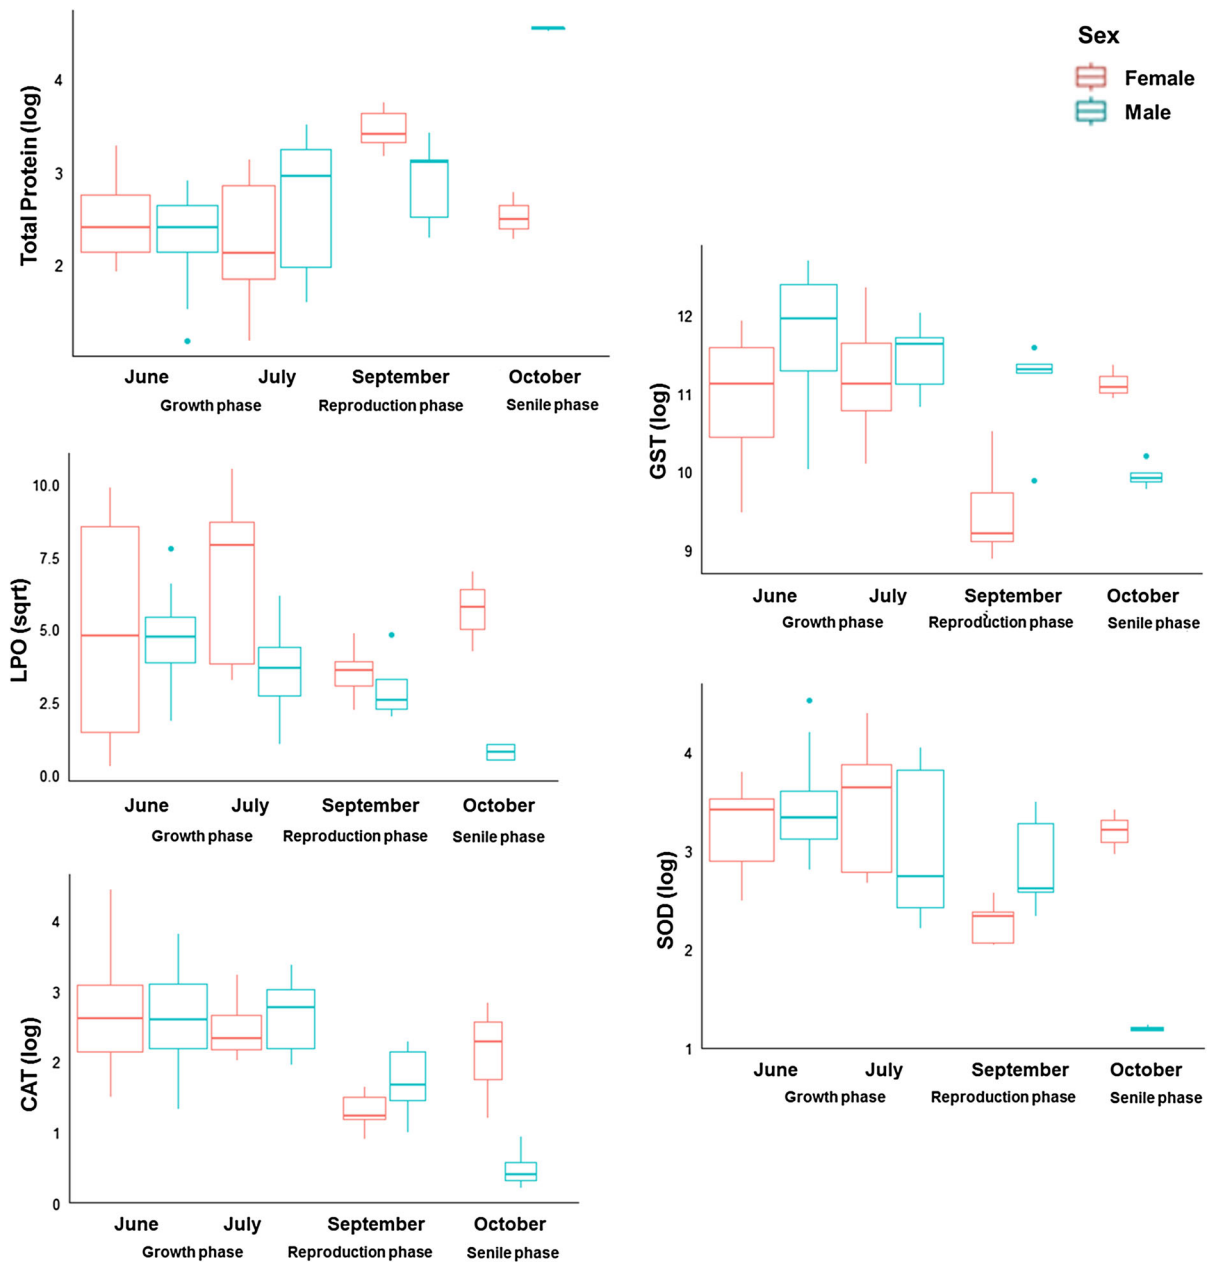 Total Protein (log)
4
3
2
June July September October
Growth phase Reproduction phase Senile phase
Sex
Female
Male
LPO (sqrt)
10.0
7.5
5.0
2.5
0.0
June July September October
Growth phase Reproduction phase Senile phase
GST (log)
12
11
10
9
June July September October
Growth phase Reproduction phase Senile phase
CAT (log)
4
3
2
1
0
June July September October
Growth phase Reproduction phase Senile phase
SOD (log)
4
3
2
1
June July September October
Growth phase Reproduction phase Senile phase